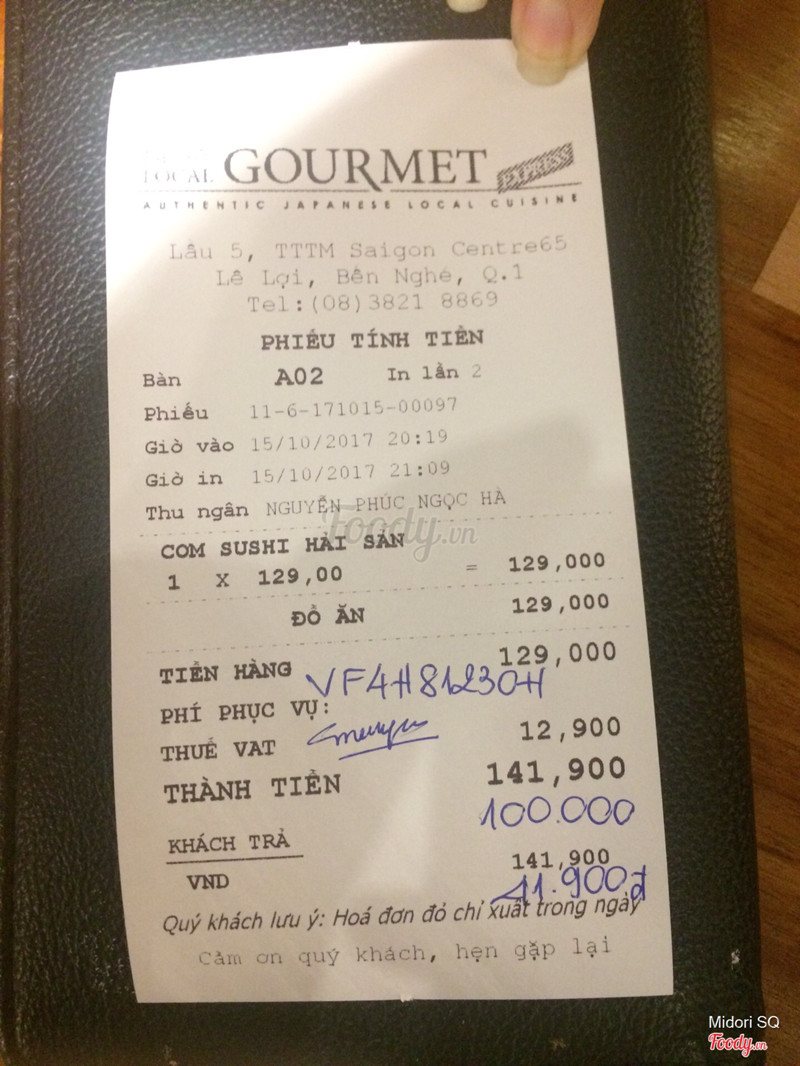 LOCAL GOURMET EXPRESS
AUTHENTIC JAPANESE LOCAL CUISINE
Lầu 5, TTTM Saigon Centre65
Lê Lợi, Bến Nghé, Q.1
Tel:(08)3821 8869
PHIẾU TÍNH TIỀN
Bàn A02 In lần 2
Phiếu 11-6-171015-00097
Giờ vào 15/10/2017 20:19
Giờ in 15/10/2017 21:09
Thu ngân NGUYỄN PHÚC NGỌC HÀ
Foody.vn
COM SUSHI HẢI SẢN
1 X 129,00 = 129,000
ĐỒ ĂN 129,000
TIỀN HÀNG 129,000
VF4H81230H
PHÍ PHỤC VỤ:
THUẾ VAT 12,900
THÀNH TIỀN 141,900
100.000
KHÁCH TRẢ
VND 141,900
41.900đ
Quý khách lưu ý: Hoá đơn đỏ chỉ xuất trong ngày
Cảm ơn quý khách, hẹn gặp lại
Midori SQ
Foody.vn